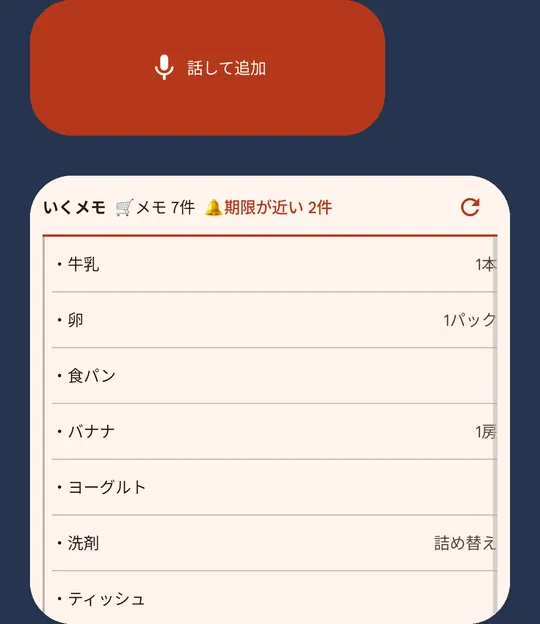 話して追加
いくメモ 🛒メモ 7件 🔔期限が近い 2件
・牛乳 1本
・卵 1パック
・食パン
・バナナ 1房
・ヨーグルト
・洗剤 詰め替え
・ティッシュ